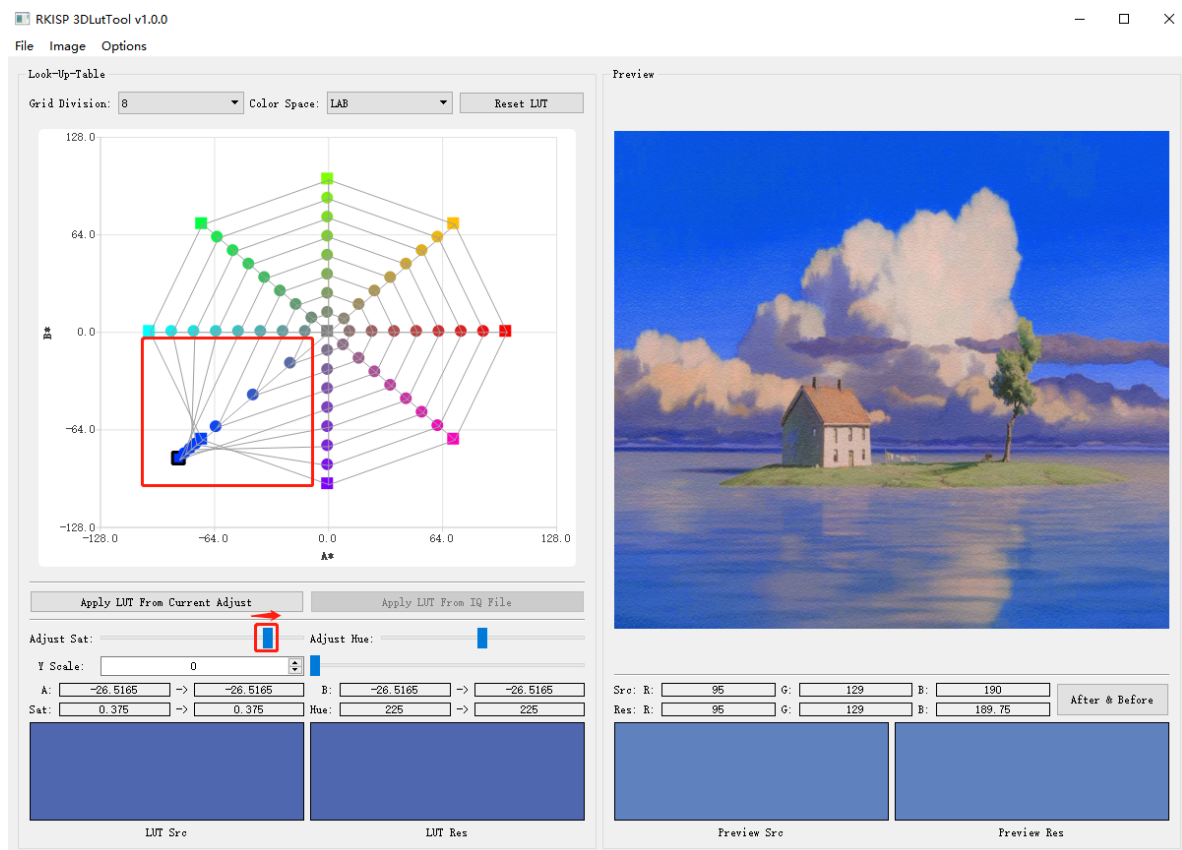 RKISP 3DLutTool v1.0.0
File Image Options
Look-Up-Table
Grid Division: 8 Color Space: LAB Reset LUT
128.0
64.0
0.0
B*
-64.0
-128.0
-128.0 -64.0 0.0 64.0 128.0
A*
Apply LUT From Current Adjust Apply LUT From IQ File
Adjust Sat: Adjust Hue:
Y Scale: 0
A: -26.5165 -> -26.5165 B: -26.5165 -> -26.5165
Sat: 0.375 -> 0.375 Hue: 225 -> 225
LUT Src LUT Res
Preview
Src: R: 95 G: 129 B: 190
Res: R: 95 G: 129 B: 189.75
After & Before
Preview Src Preview Res